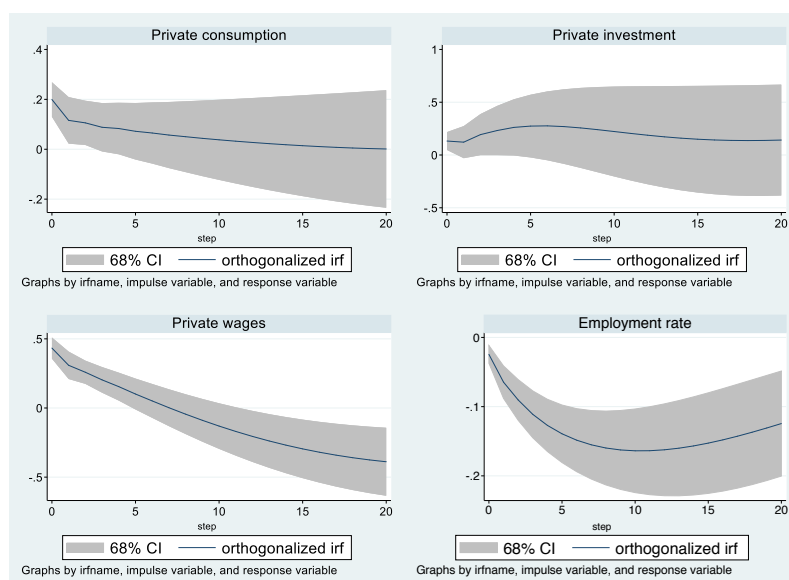 Private consumption
.4
.2
0
-.2
0 5 10 15 20
step
68% CI orthogonalized irf
Graphs by irfname, impulse variable, and response variable
Private investment
1
.5
0
-.5
0 5 10 15 20
step
68% CI orthogonalized irf
Graphs by irfname, impulse variable, and response variable
Private wages
.5
0
-.5
0 5 10 15 20
step
68% CI orthogonalized irf
Graphs by irfname, impulse variable, and response variable
Employment rate
0
-.1
-.2
0 5 10 15 20
step
68% CI orthogonalized irf
Graphs by irfname, impulse variable, and response variable